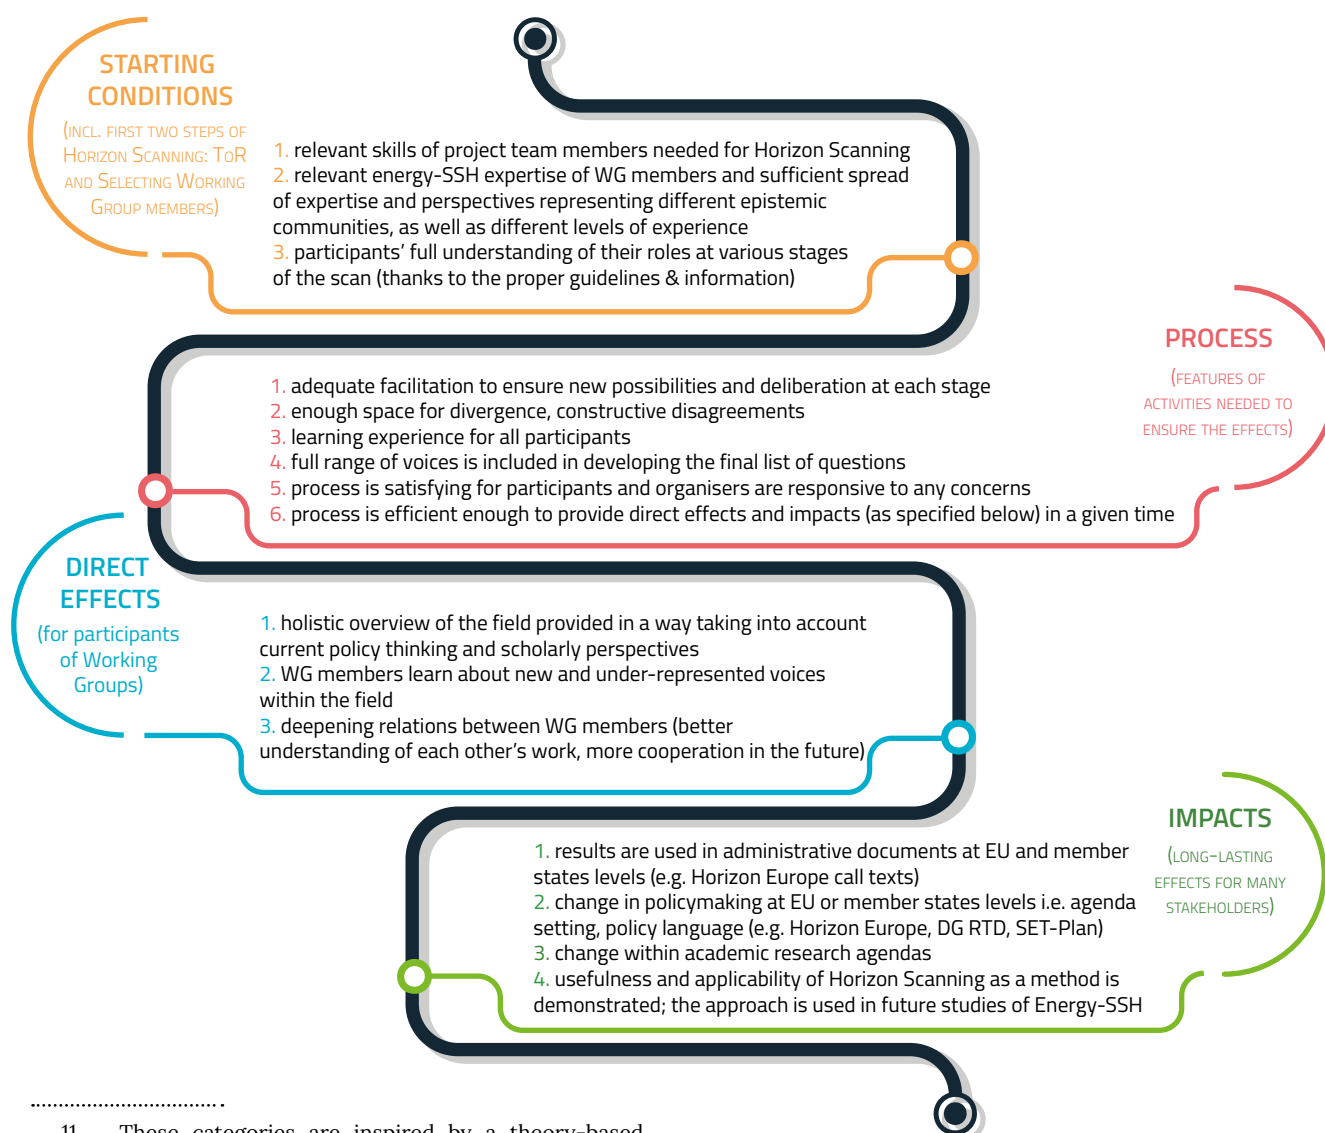 STARTING
CONDITIONS
(incl. first two steps of
Horizon Scanning: ToR
and Selecting Working
Group members)
1. relevant skills of project team members needed for Horizon Scanning
2. relevant energy-SSH expertise of WG members and sufficient spread
of expertise and perspectives representing different epistemic
communities, as well as different levels of experience
3. participants’ full understanding of their roles at various stages
of the scan (thanks to the proper guidelines & information)
PROCESS
(features of
activities needed to
ensure the effects)
1. adequate facilitation to ensure new possibilities and deliberation at each stage
2. enough space for divergence, constructive disagreements
3. learning experience for all participants
4. full range of voices is included in developing the final list of questions
5. process is satisfying for participants and organisers are responsive to any concerns
6. process is efficient enough to provide direct effects and impacts (as specified below) in a given time
DIRECT
EFFECTS
(for participants
of Working
Groups)
1. holistic overview of the field provided in a way taking into account
current policy thinking and scholarly perspectives
2. WG members learn about new and under-represented voices
within the field
3. deepening relations between WG members (better
understanding of each other’s work, more cooperation in the future)
IMPACTS
(long-lasting
effects for many
stakeholders)
1. results are used in administrative documents at EU and member
states levels (e.g. Horizon Europe call texts)
2. change in policymaking at EU or member states levels i.e. agenda
setting, policy language (e.g. Horizon Europe, DG RTD, SET-Plan)
3. change within academic research agendas
4. usefulness and applicability of Horizon Scanning as a method is
demonstrated; the approach is used in future studies of Energy-SSH
11 These categories are inspired by a theory-based